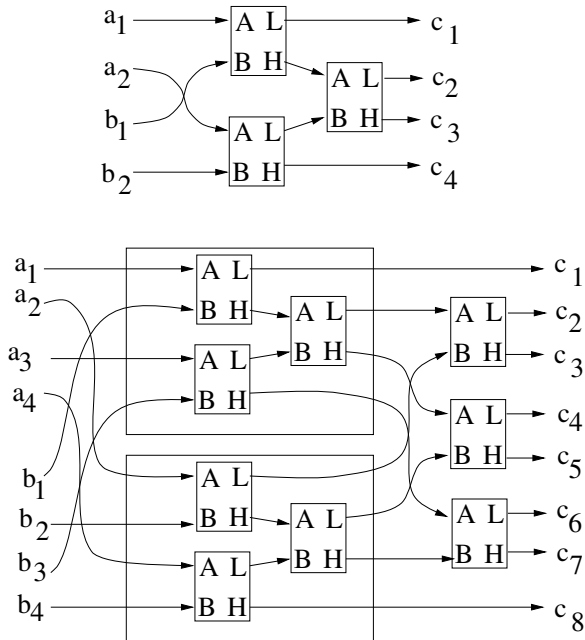 a1 A L c1
B H
a2 A L c2
b1 B H c3
A L
b2 B H c4
a1 A L c1
a2 B H A L A L c2
B H B H c3
a3 A L
a4 B H A L c4
b1 B H c5
A L
b2 B H A L A L c6
b3 A L B H B H c7
b4 B H c8